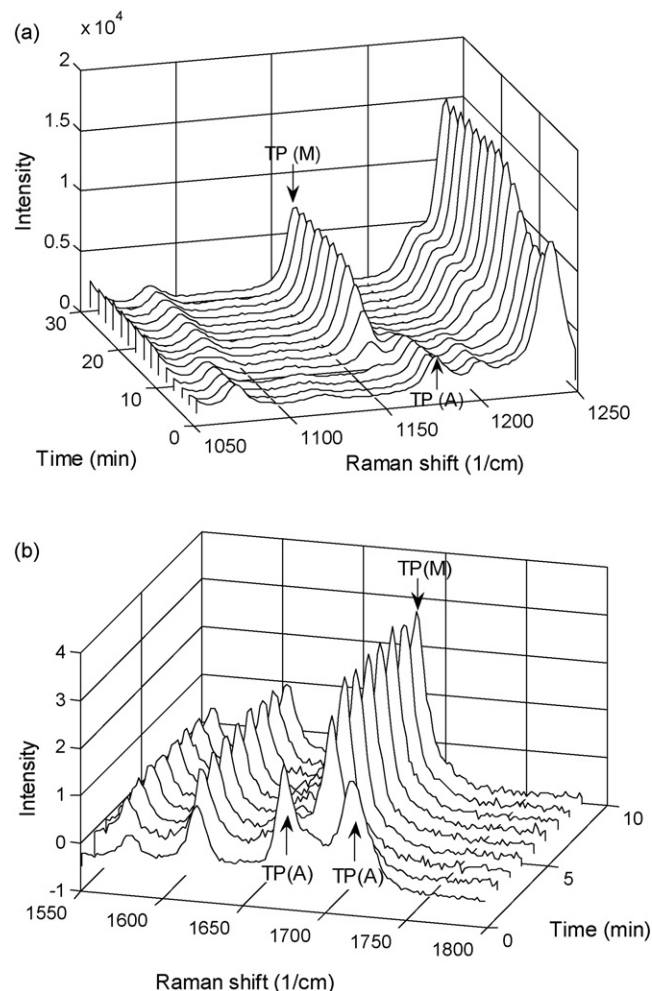 (a)
x 10⁴
2
1.5
1
0.5
0
Intensity
TP (M)
TP (A)
30
20
10
0
Time (min)
1050
1100
1150
1200
1250
Raman shift (1/cm)
(b)
4
3
2
1
0
-1
Intensity
TP(M)
TP(A)
TP(A)
1550
1600
1650
1700
1750
1800
Raman shift (1/cm)
0
5
10
Time (min)